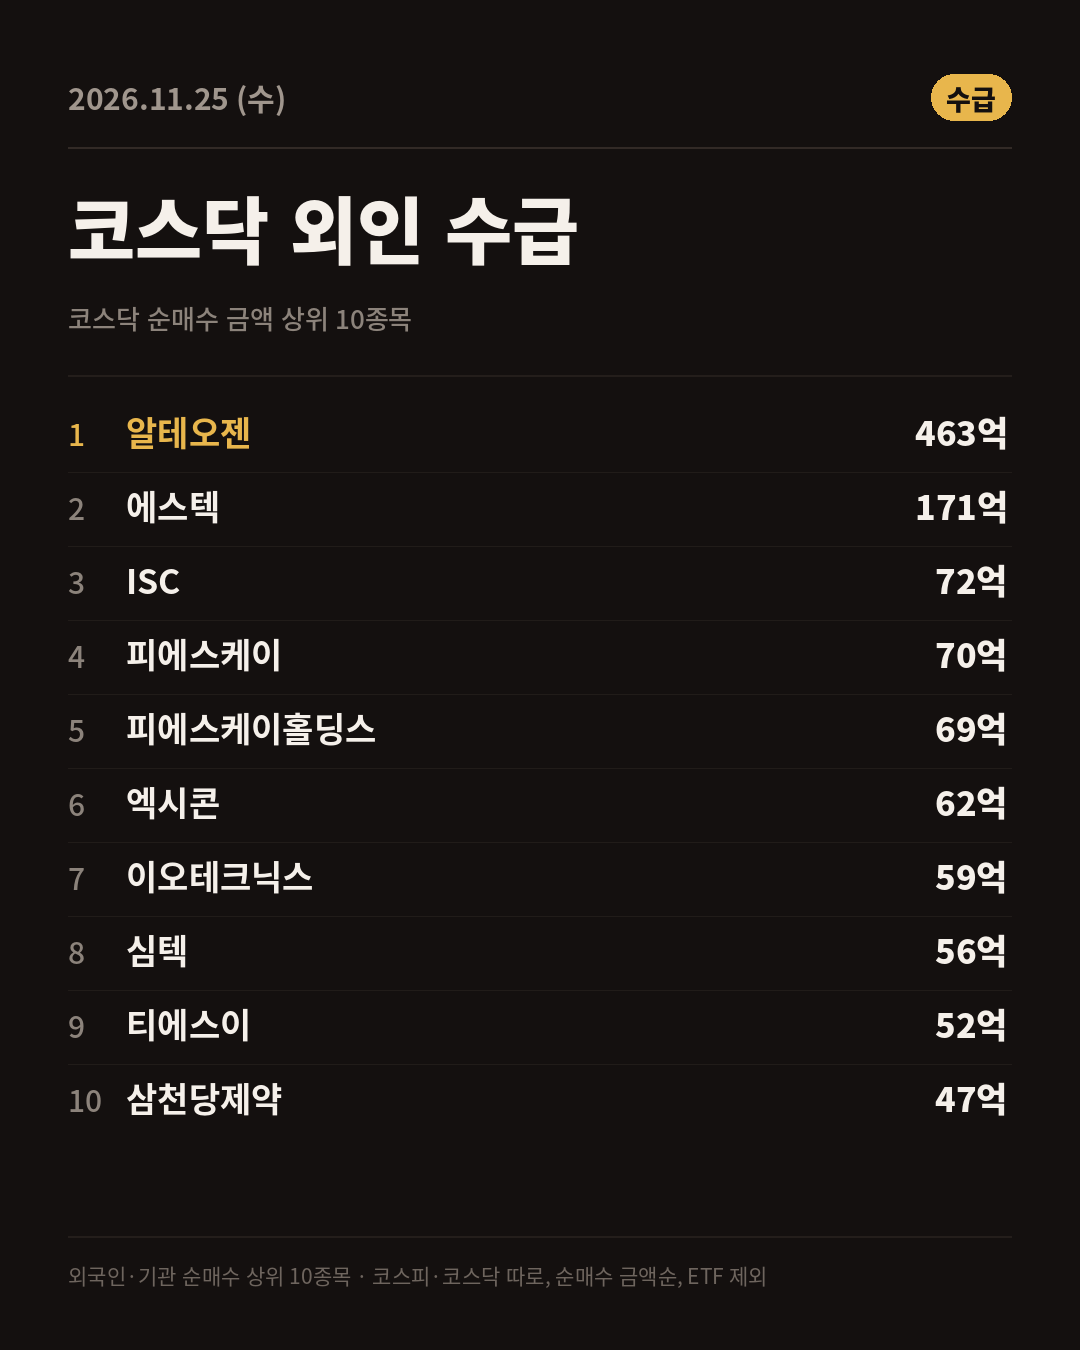 2026.11.25 (수)
수급
코스닥 외인 수급
코스닥 순매수 금액 상위 10종목
1 알테오젠 463억
2 에스텍 171억
3 ISC 72억
4 피에스케이 70억
5 피에스케이홀딩스 69억
6 엑시콘 62억
7 이오테크닉스 59억
8 심텍 56억
9 티에스이 52억
10 삼천당제약 47억
외국인·기관 순매수 상위 10종목 · 코스피·코스닥 따로, 순매수 금액순, ETF 제외